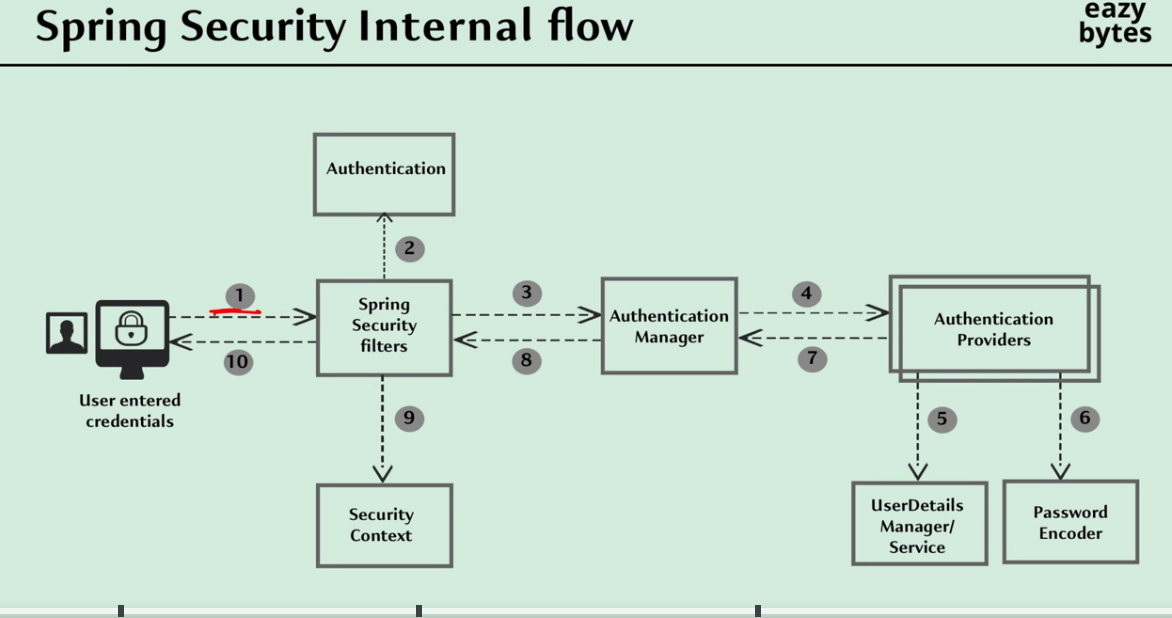 Spring Security Internal flow
eazy
bytes
Authentication
2
1
3
4
Spring
Security
filters
Authentication
Manager
Authentication
Providers
10
8
7
User entered
credentials
9
5
6
Security
Context
UserDetails
Manager/
Service
Password
Encoder